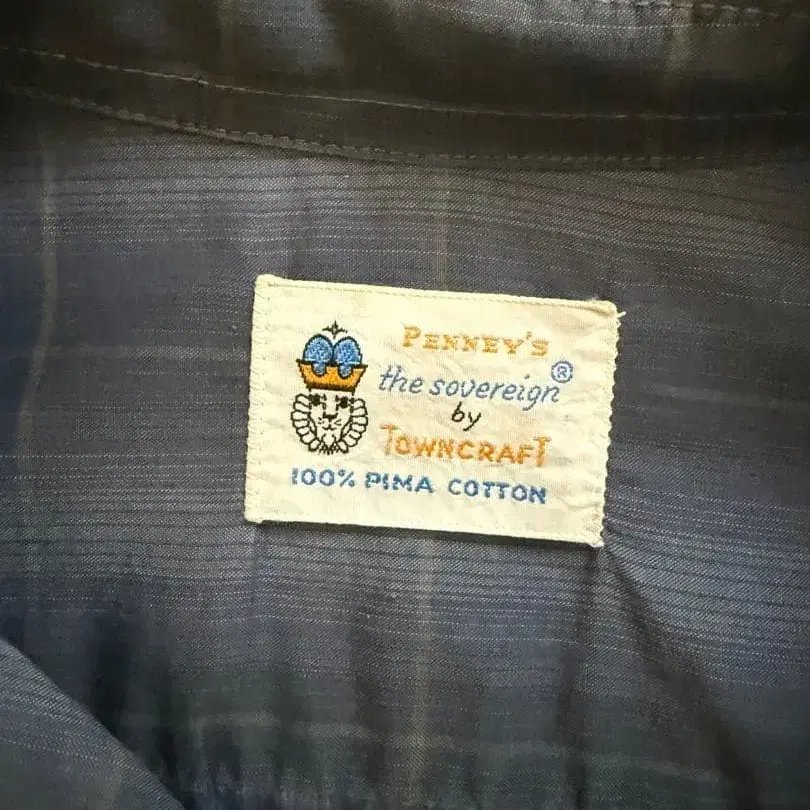 PENNEY'S
the sovereign®
by
TOWNCRAFT
100% PIMA COTTON